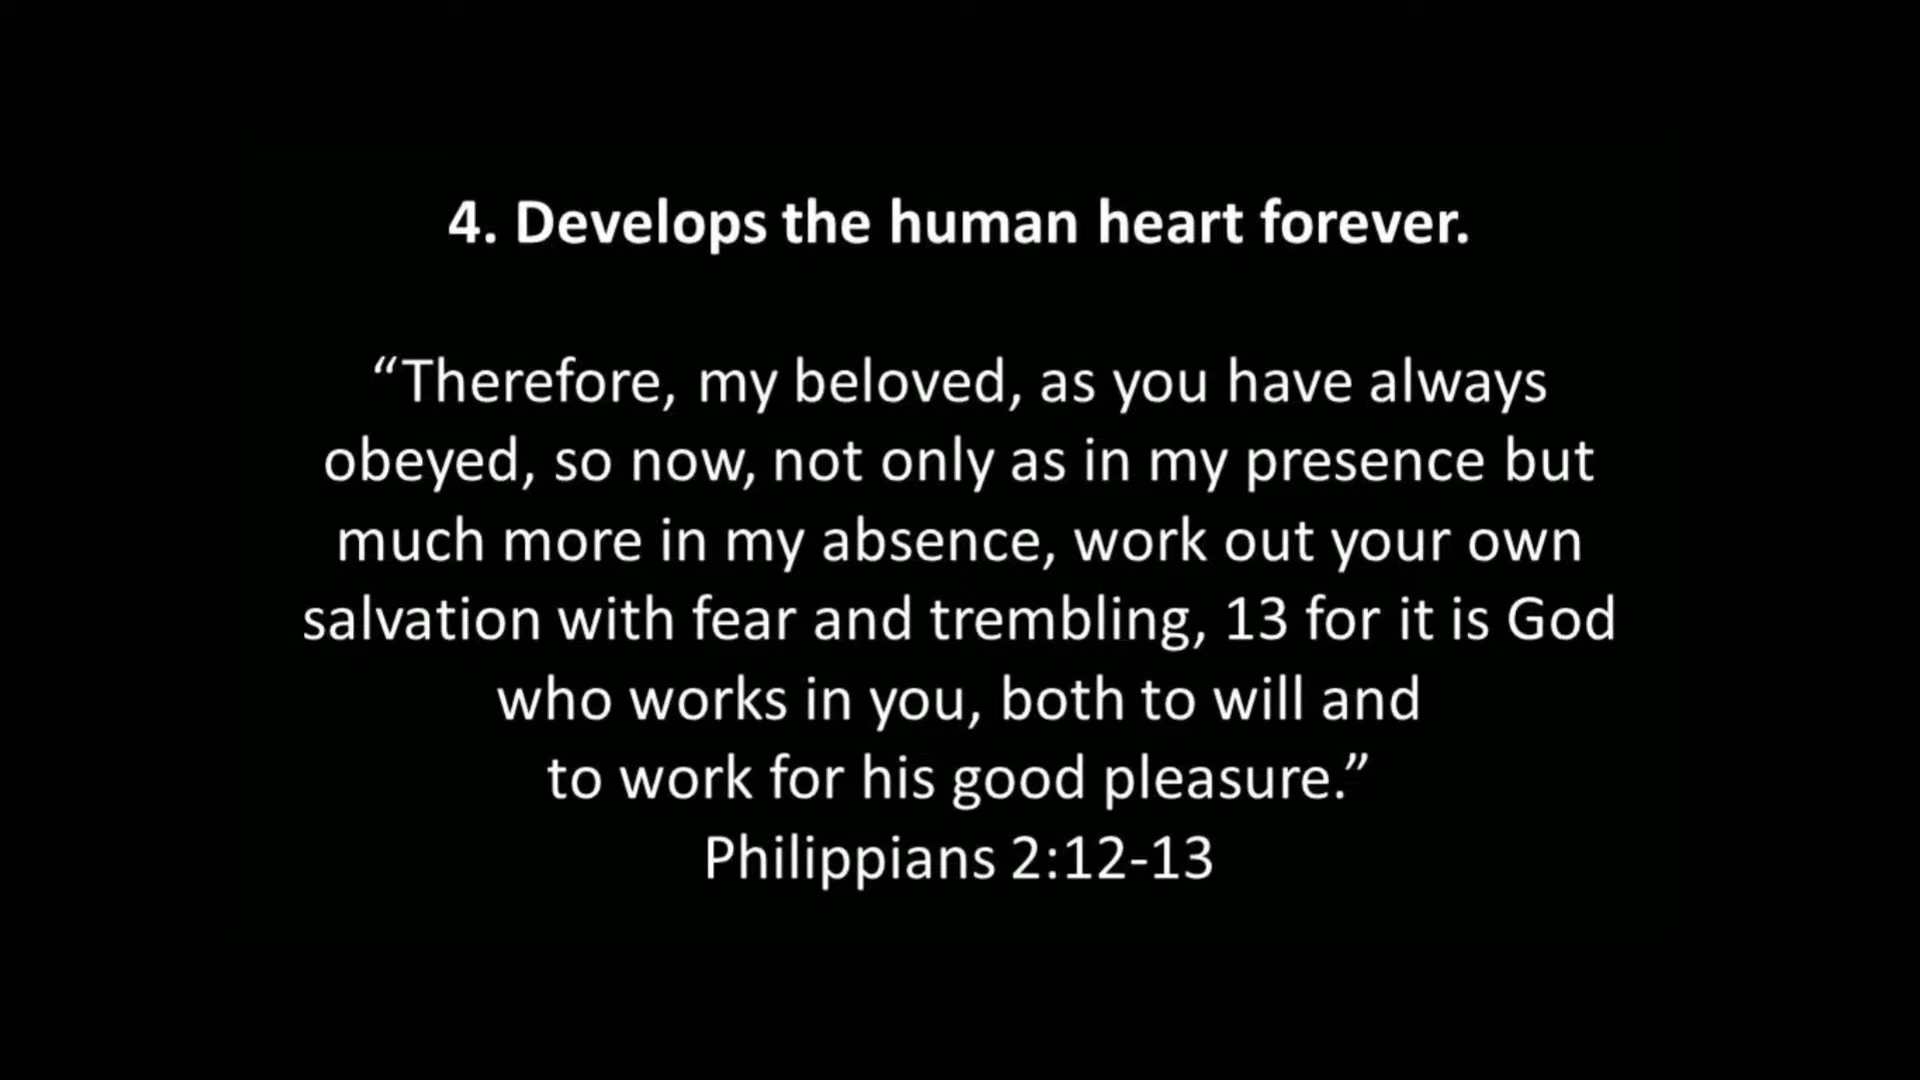 4. Develops the human heart forever.
“Therefore, my beloved, as you have always
obeyed, so now, not only as in my presence but
much more in my absence, work out your own
salvation with fear and trembling, 13 for it is God
who works in you, both to will and
to work for his good pleasure.”
Philippians 2:12-13